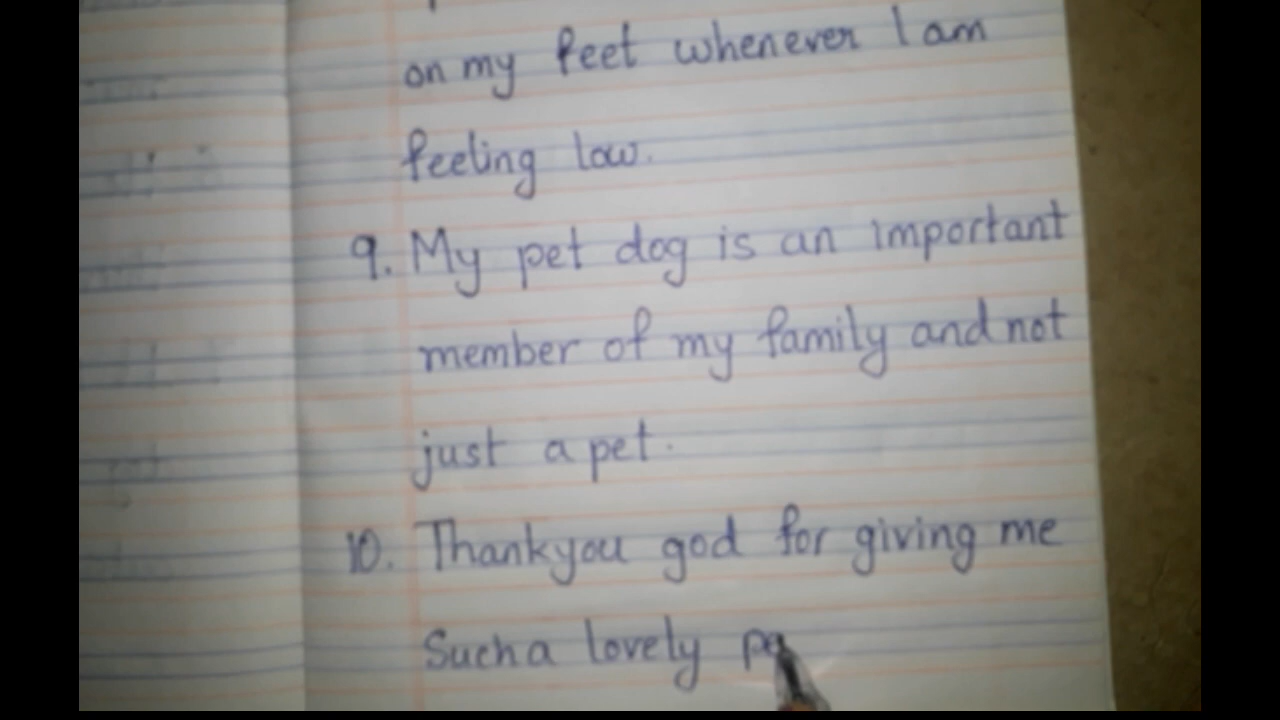 on my feet whenever I am
feeling low.
9. My pet dog is an important
member of my family and not
just a pet.
10. Thankyou god for giving me
Such a lovely